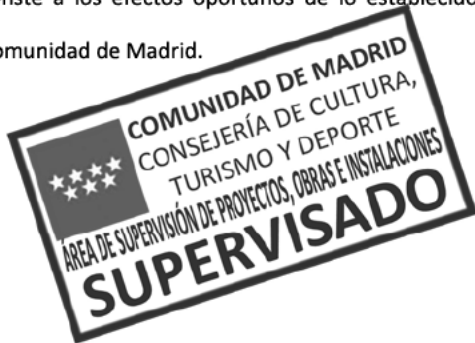 a los efectos oportunos de lo establecido
omunidad de Madrid.
COMUNIDAD DE MADRID
CONSEJERÍA DE CULTURA,
TURISMO Y DEPORTE
ÁREA DE SUPERVISIÓN DE PROYECTOS, OBRAS E INSTALACIONES
SUPERVISADO